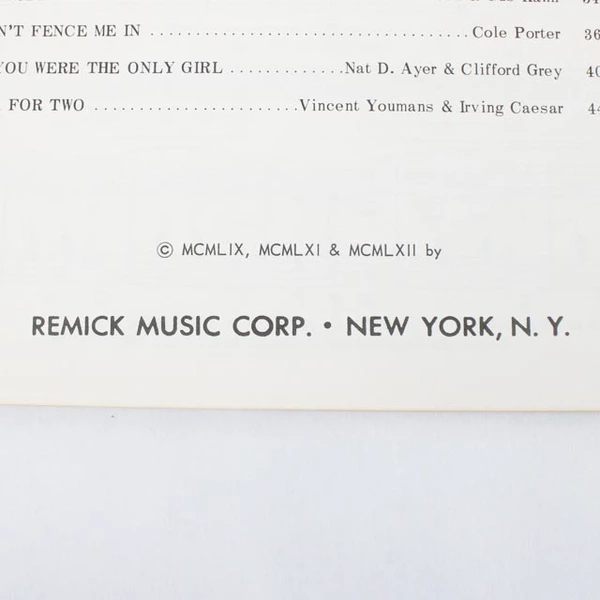 N'T FENCE ME IN ................................... Cole Porter 36
YOU WERE THE ONLY GIRL ............. Nat D. Ayer & Clifford Grey 40
FOR TWO ...................... Vincent Youmans & Irving Caesar 44
© MCMLIX, MCMLXI & MCMLXII by
REMICK MUSIC CORP. • NEW YORK, N. Y.